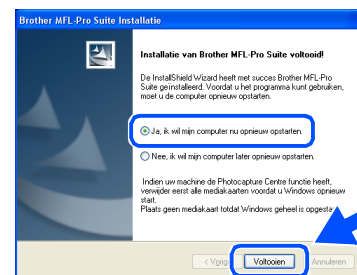 Brother MFL-Pro Suite Installatie
Installatie van Brother MFL-Pro Suite voltooid!
De InstallShield Wizard heeft met succes Brother MFL-Pro
Suite geïnstalleerd. Voordat u het programma kunt gebruiken,
moet u de computer opnieuw opstarten.
Ja, ik wil mijn computer nu opnieuw opstarten.
Nee, ik wil mijn computer later opnieuw opstarten.
Indien uw machine de Photocapture Centre functie heeft,
verwijder eerst alle mediakaarten voordat u Windows opnieuw
start.
Plaats geen mediakaart totdat Windows geheel is
Voltooien
Annuleren